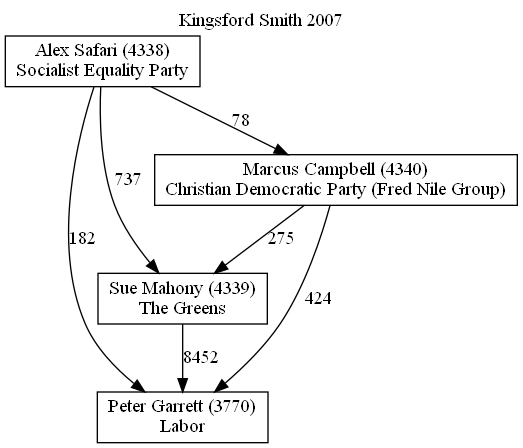 Kingsford Smith 2007
Alex Safari (4338)
Socialist Equality Party
78
Marcus Campbell (4340)
Christian Democratic Party (Fred Nile Group)
737
182
275
Sue Mahony (4339)
The Greens
424
8452
Peter Garrett (3770)
Labor